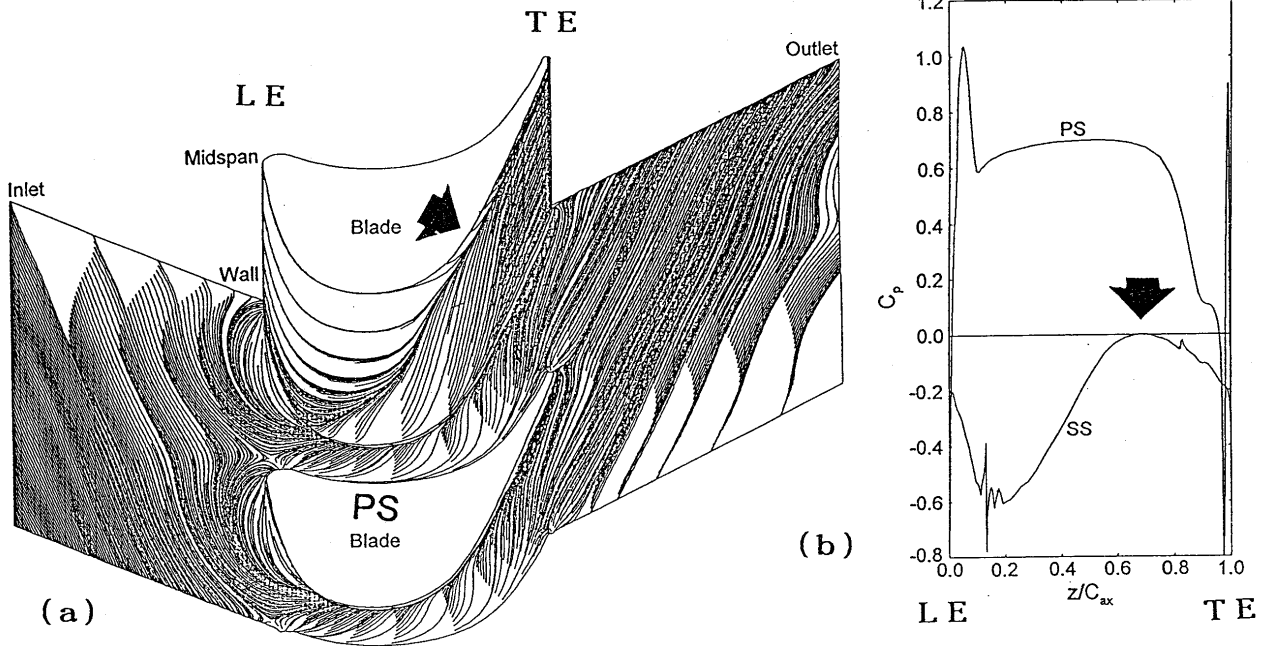 T E
L E
Outlet
Midspan
Inlet
Blade
Wall
PS
Blade
(a)
(b)
1.2
1.0
0.8
0.6
0.4
0.2
0.0
-0.2
-0.4
-0.6
-0.8
Cp
PS
SS
0.0 0.2 0.4 0.6 0.8 1.0
z/Cax
L E
T E